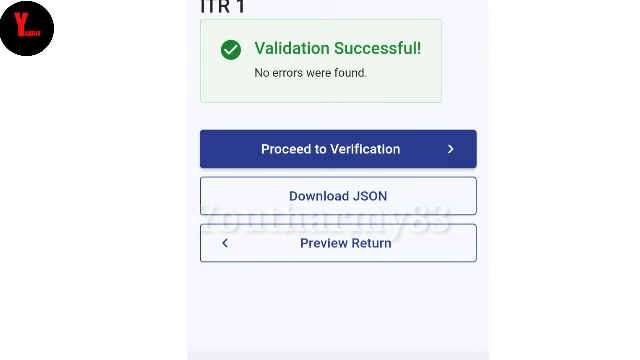 ITR 1
Validation Successful!
No errors were found.
Proceed to Verification
Download JSON
Youtharmy83
Preview Return